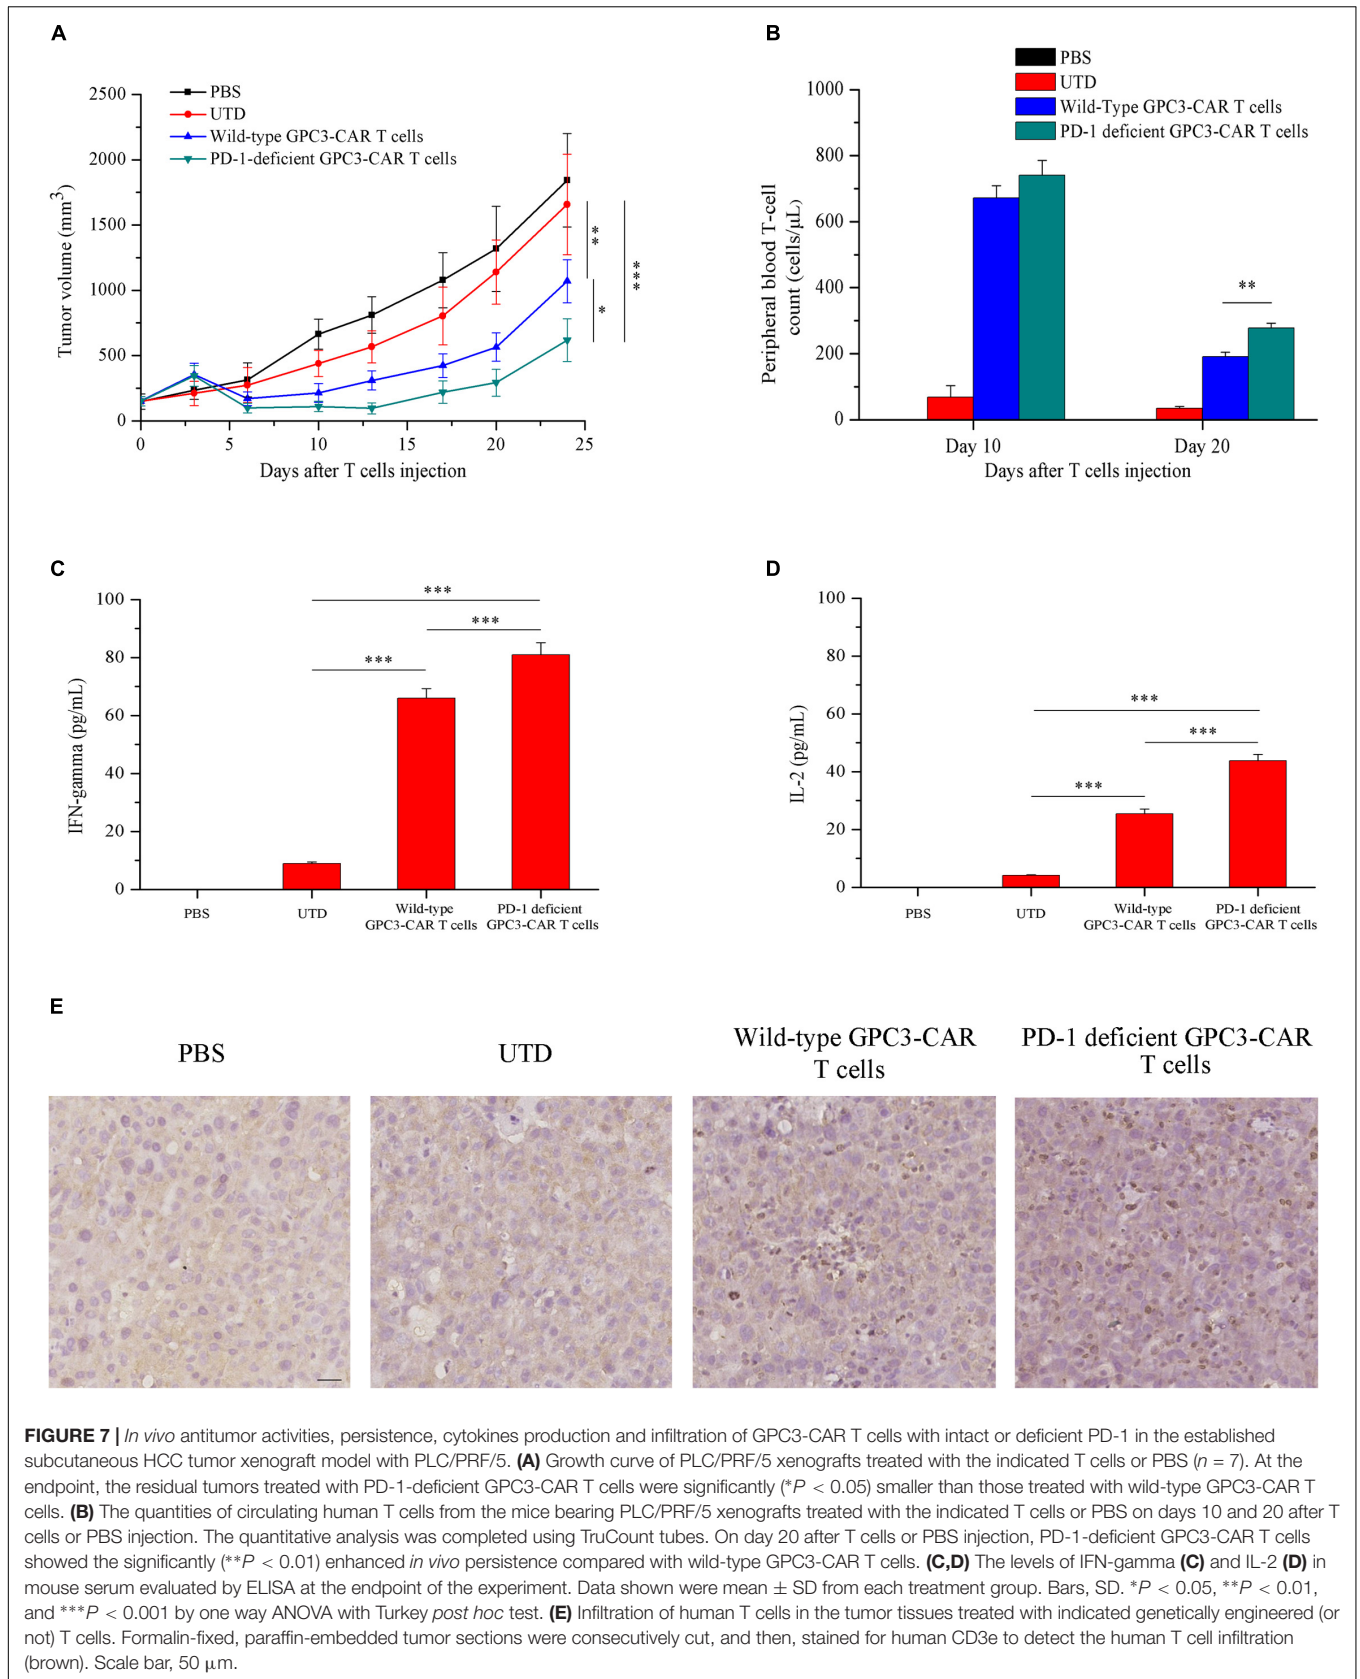 A
PBS
UTD
Wild-type GPC3-CAR T cells
PD-1-deficient GPC3-CAR T cells
2500
2000
1500
1000
500
0
Tumor volume (mm³)
0 5 10 15 20 25
Days after T cells injection
**
*
***
B
PBS
UTD
Wild-Type GPC3-CAR T cells
PD-1 deficient GPC3-CAR T cells
1000
800
600
400
200
0
Peripheral blood T-cell
count (cells/μL)
**
Day 10 Day 20
Days after T cells injection
C
100
80
60
40
20
0
IFN-gamma (pg/mL)
***
***
***
PBS UTD Wild-type PD-1 deficient
GPC3-CAR T cells GPC3-CAR T cells
D
100
80
60
40
20
0
IL-2 (pg/mL)
***
***
***
PBS UTD Wild-type PD-1 deficient
GPC3-CAR T cells GPC3-CAR T cells
E
PBS
UTD
Wild-type GPC3-CAR
T cells
PD-1 deficient GPC3-CAR
T cells
FIGURE 7 | In vivo antitumor activities, persistence, cytokines production and infiltration of GPC3-CAR T cells with intact or deficient PD-1 in the established
subcutaneous HCC tumor xenograft model with PLC/PRF/5. (A) Growth curve of PLC/PRF/5 xenografts treated with the indicated T cells or PBS (n = 7). At the
endpoint, the residual tumors treated with PD-1-deficient GPC3-CAR T cells were significantly (*P < 0.05) smaller than those treated with wild-type GPC3-CAR T
cells. (B) The quantities of circulating human T cells from the mice bearing PLC/PRF/5 xenografts treated with the indicated T cells or PBS on days 10 and 20 after T
cells or PBS injection. The quantitative analysis was completed using TruCount tubes. On day 20 after T cells or PBS injection, PD-1-deficient GPC3-CAR T cells
showed the significantly (**P < 0.01) enhanced in vivo persistence compared with wild-type GPC3-CAR T cells. (C,D) The levels of IFN-gamma (C) and IL-2 (D) in
mouse serum evaluated by ELISA at the endpoint of the experiment. Data shown were mean ± SD from each treatment group. Bars, SD. *P < 0.05, **P < 0.01,
and ***P < 0.001 by one way ANOVA with Turkey post hoc test. (E) Infiltration of human T cells in the tumor tissues treated with indicated genetically engineered (or
not) T cells. Formalin-fixed, paraffin-embedded tumor sections were consecutively cut, and then, stained for human CD3e to detect the human T cell infiltration
(brown). Scale bar, 50 μm.